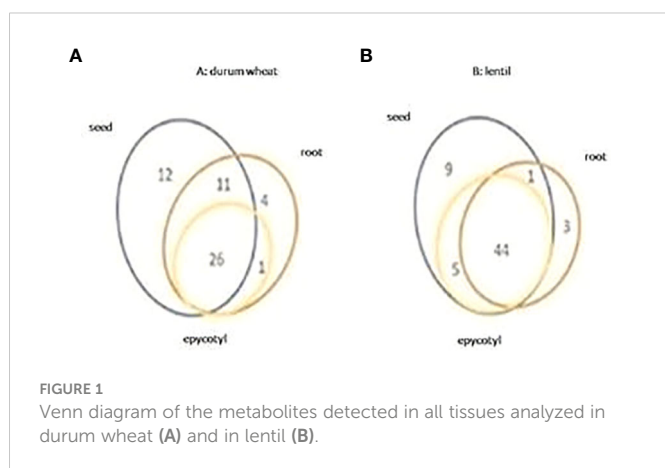 A
B
A: durum wheat
B: lentil
seed
root
12
11
4
26
1
epycotyl
seed
root
9
1
3
44
5
epycotyl
FIGURE 1
Venn diagram of the metabolites detected in all tissues analyzed in
durum wheat (A) and in lentil (B).